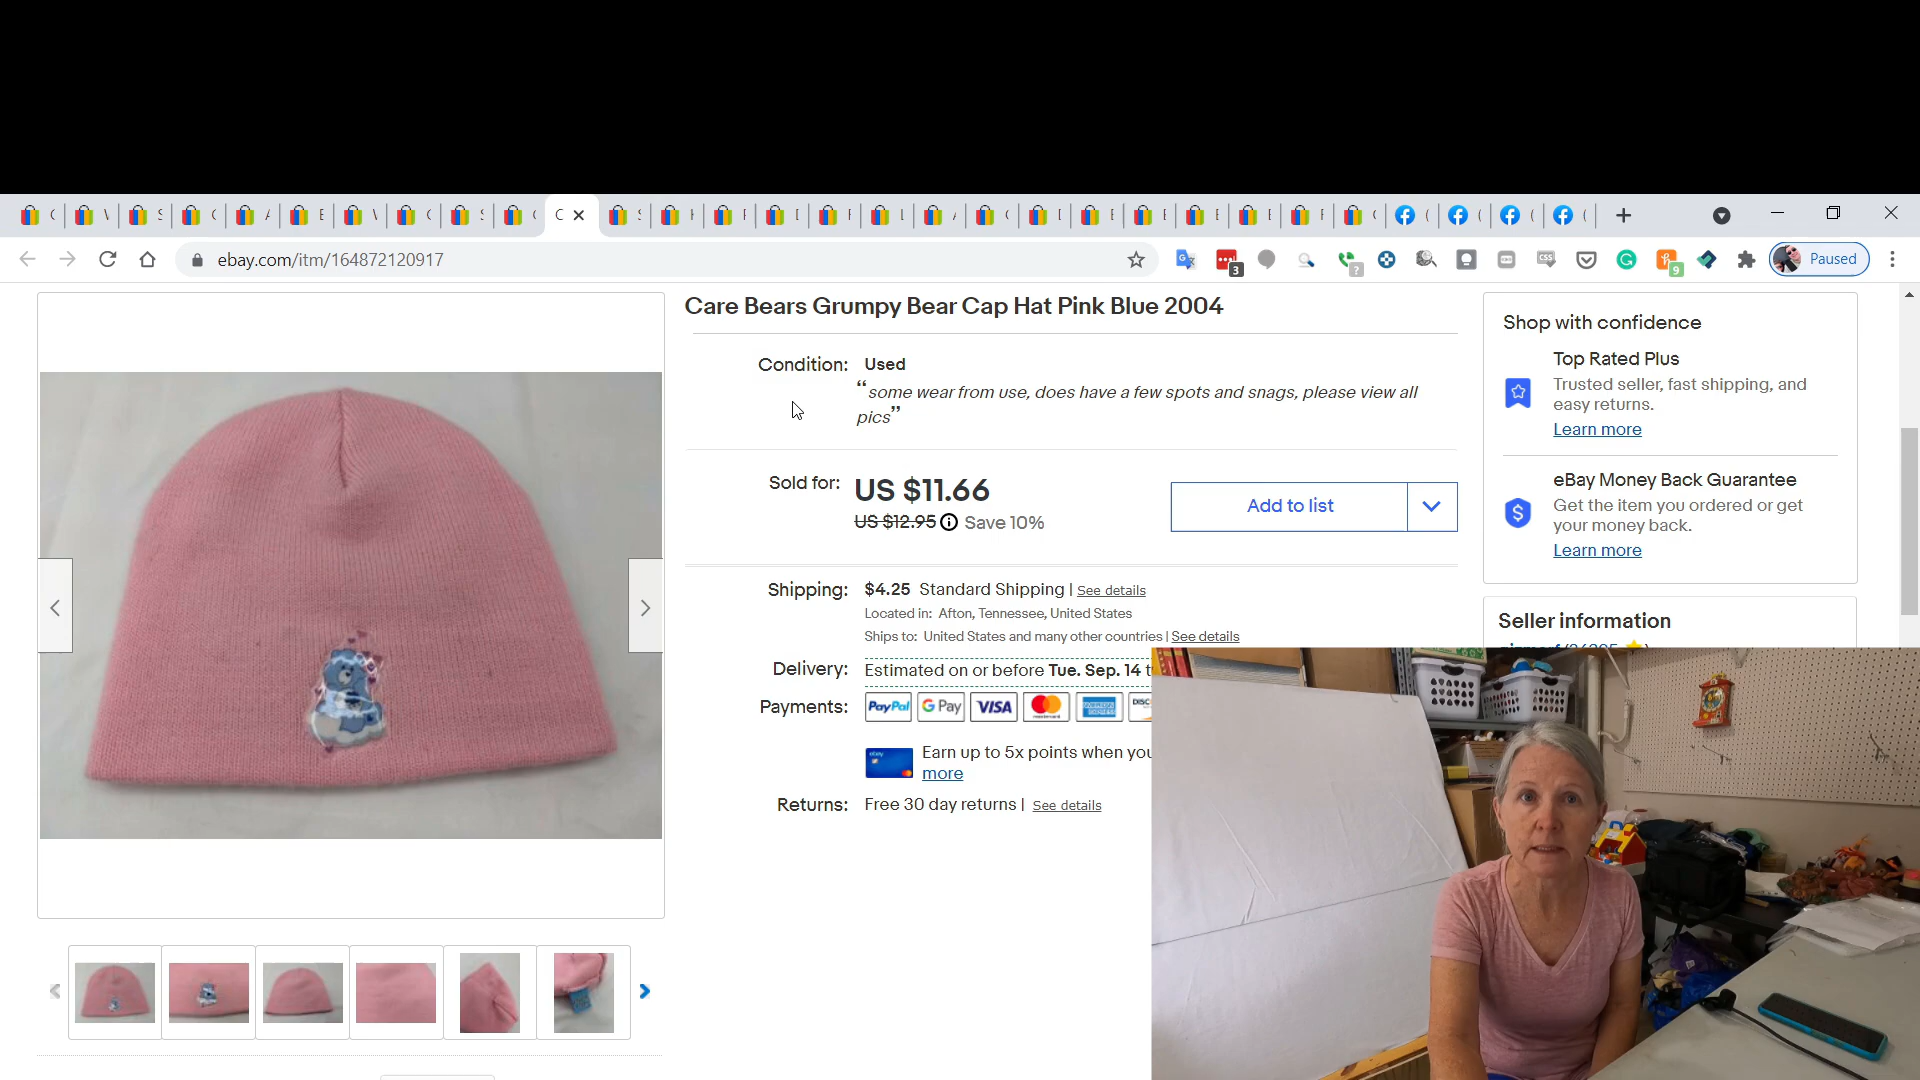 ebay.com/itm/164872120917
Paused
3
?
CSS
9
Care Bears Grumpy Bear Cap Hat Pink Blue 2004
Condition: Used
“some wear from use, does have a few spots and snags, please view all
pics”
Sold for: US $11.66
US $12.95 Save 10%
Add to list
Shipping: $4.25 Standard Shipping | See details
Located in: Afton, Tennessee, United States
Ships to: United States and many other countries | See details
Delivery: Estimated on or before Tue. Sep. 14
Payments: PayPal G Pay VISA
Earn up to 5x points when you
more
Returns: Free 30 day returns | See details
Shop with confidence
Top Rated Plus
Trusted seller, fast shipping, and
easy returns.
Learn more
eBay Money Back Guarantee
Get the item you ordered or get
your money back.
Learn more
Seller information